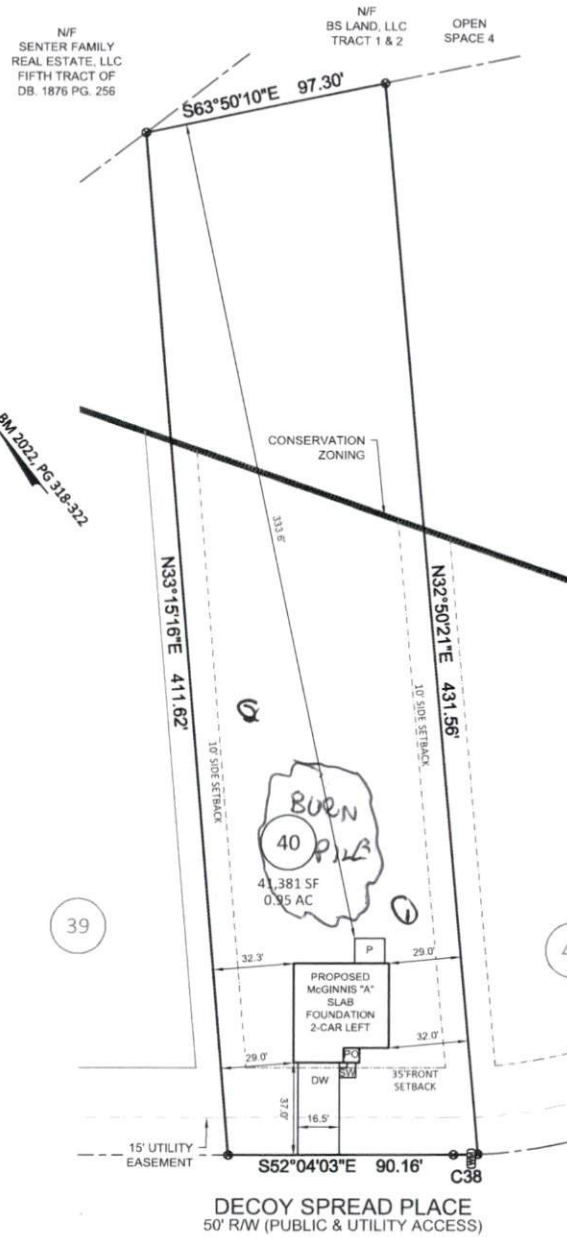 N/F
SENTER FAMILY
REAL ESTATE, LLC
FIFTH TRACT OF
DB. 1876 PG. 256
N/F
BS LAND, LLC
TRACT 1 & 2
OPEN
SPACE 4
S63°50'10"E 97.30'
BM 2022, PG 318-322
CONSERVATION
ZONING
333.6'
N33°15'16"E 411.62'
N32°50'21"E 431.56'
10' SIDE SETBACK
10' SIDE SETBACK
BURN
PILE
40
41,381 SF
0.95 AC
39
4
P
32.3'
29.0'
PROPOSED
McGINNIS "A"
SLAB
FOUNDATION
2-CAR LEFT
32.0'
29.0'
PO
SW
DW
35'FRONT
SETBACK
37.0'
16.5'
15' UTILITY
EASEMENT
S52°04'03"E 90.16'
C38
DECOY SPREAD PLACE
50' R/W (PUBLIC & UTILITY ACCESS)